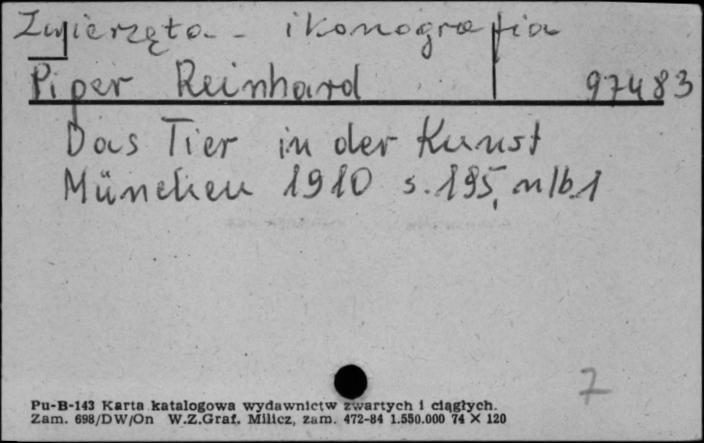 Zwierzęta - ikonografia
Piper Reinhard 97483
Das Tier in der Kunst
München 1910 s. 195, nlb. 1
7
Pu-B-143 Karta katalogowa wydawnictw zwartych i ciągłych.
Zam. 698/DW/On W.Z.Graf. Milicz, zam. 472-84 1.550.000 74 X 120